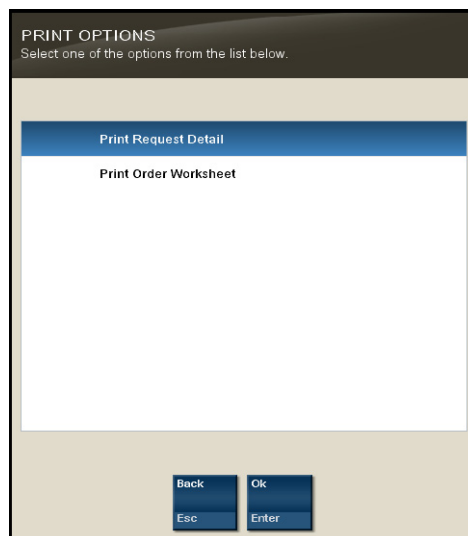 PRINT OPTIONS
Select one of the options from the list below.
Print Request Detail
Print Order Worksheet
Back
Esc
Ok
Enter